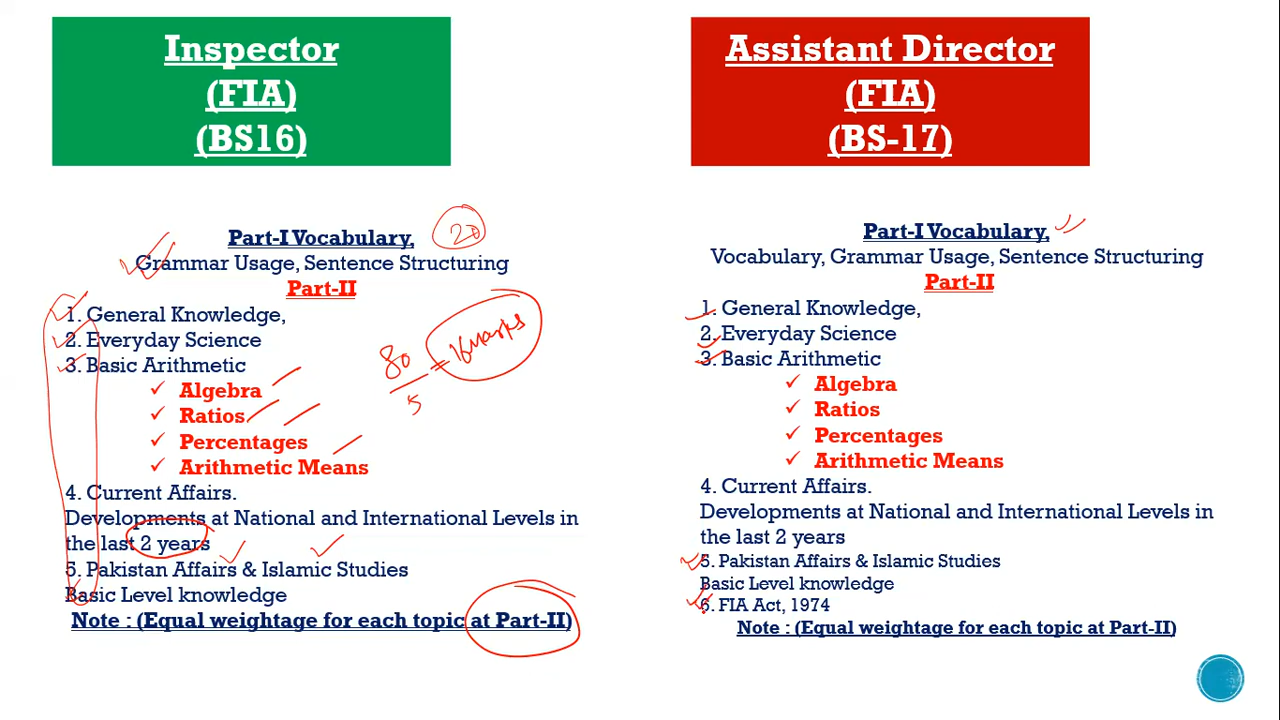 Inspector
(FIA)
(BS16)
Part-I Vocabulary,
20
Grammar Usage, Sentence Structuring
Part-II
1. General Knowledge,
2. Everyday Science
3. Basic Arithmetic
✓ Algebra
✓ Ratios
✓ Percentages
✓ Arithmetic Means
80
5
= 16 marks
4. Current Affairs.
Developments at National and International Levels in
the last 2 years
5. Pakistan Affairs & Islamic Studies
Basic Level knowledge
Note : (Equal weightage for each topic at Part-II)
Assistant Director
(FIA)
(BS-17)
Part-I Vocabulary,
Vocabulary, Grammar Usage, Sentence Structuring
Part-II
1. General Knowledge,
2. Everyday Science
3. Basic Arithmetic
✓ Algebra
✓ Ratios
✓ Percentages
✓ Arithmetic Means
4. Current Affairs.
Developments at National and International Levels in
the last 2 years
5. Pakistan Affairs & Islamic Studies
Basic Level knowledge
6. FIA Act, 1974
Note : (Equal weightage for each topic at Part-II)